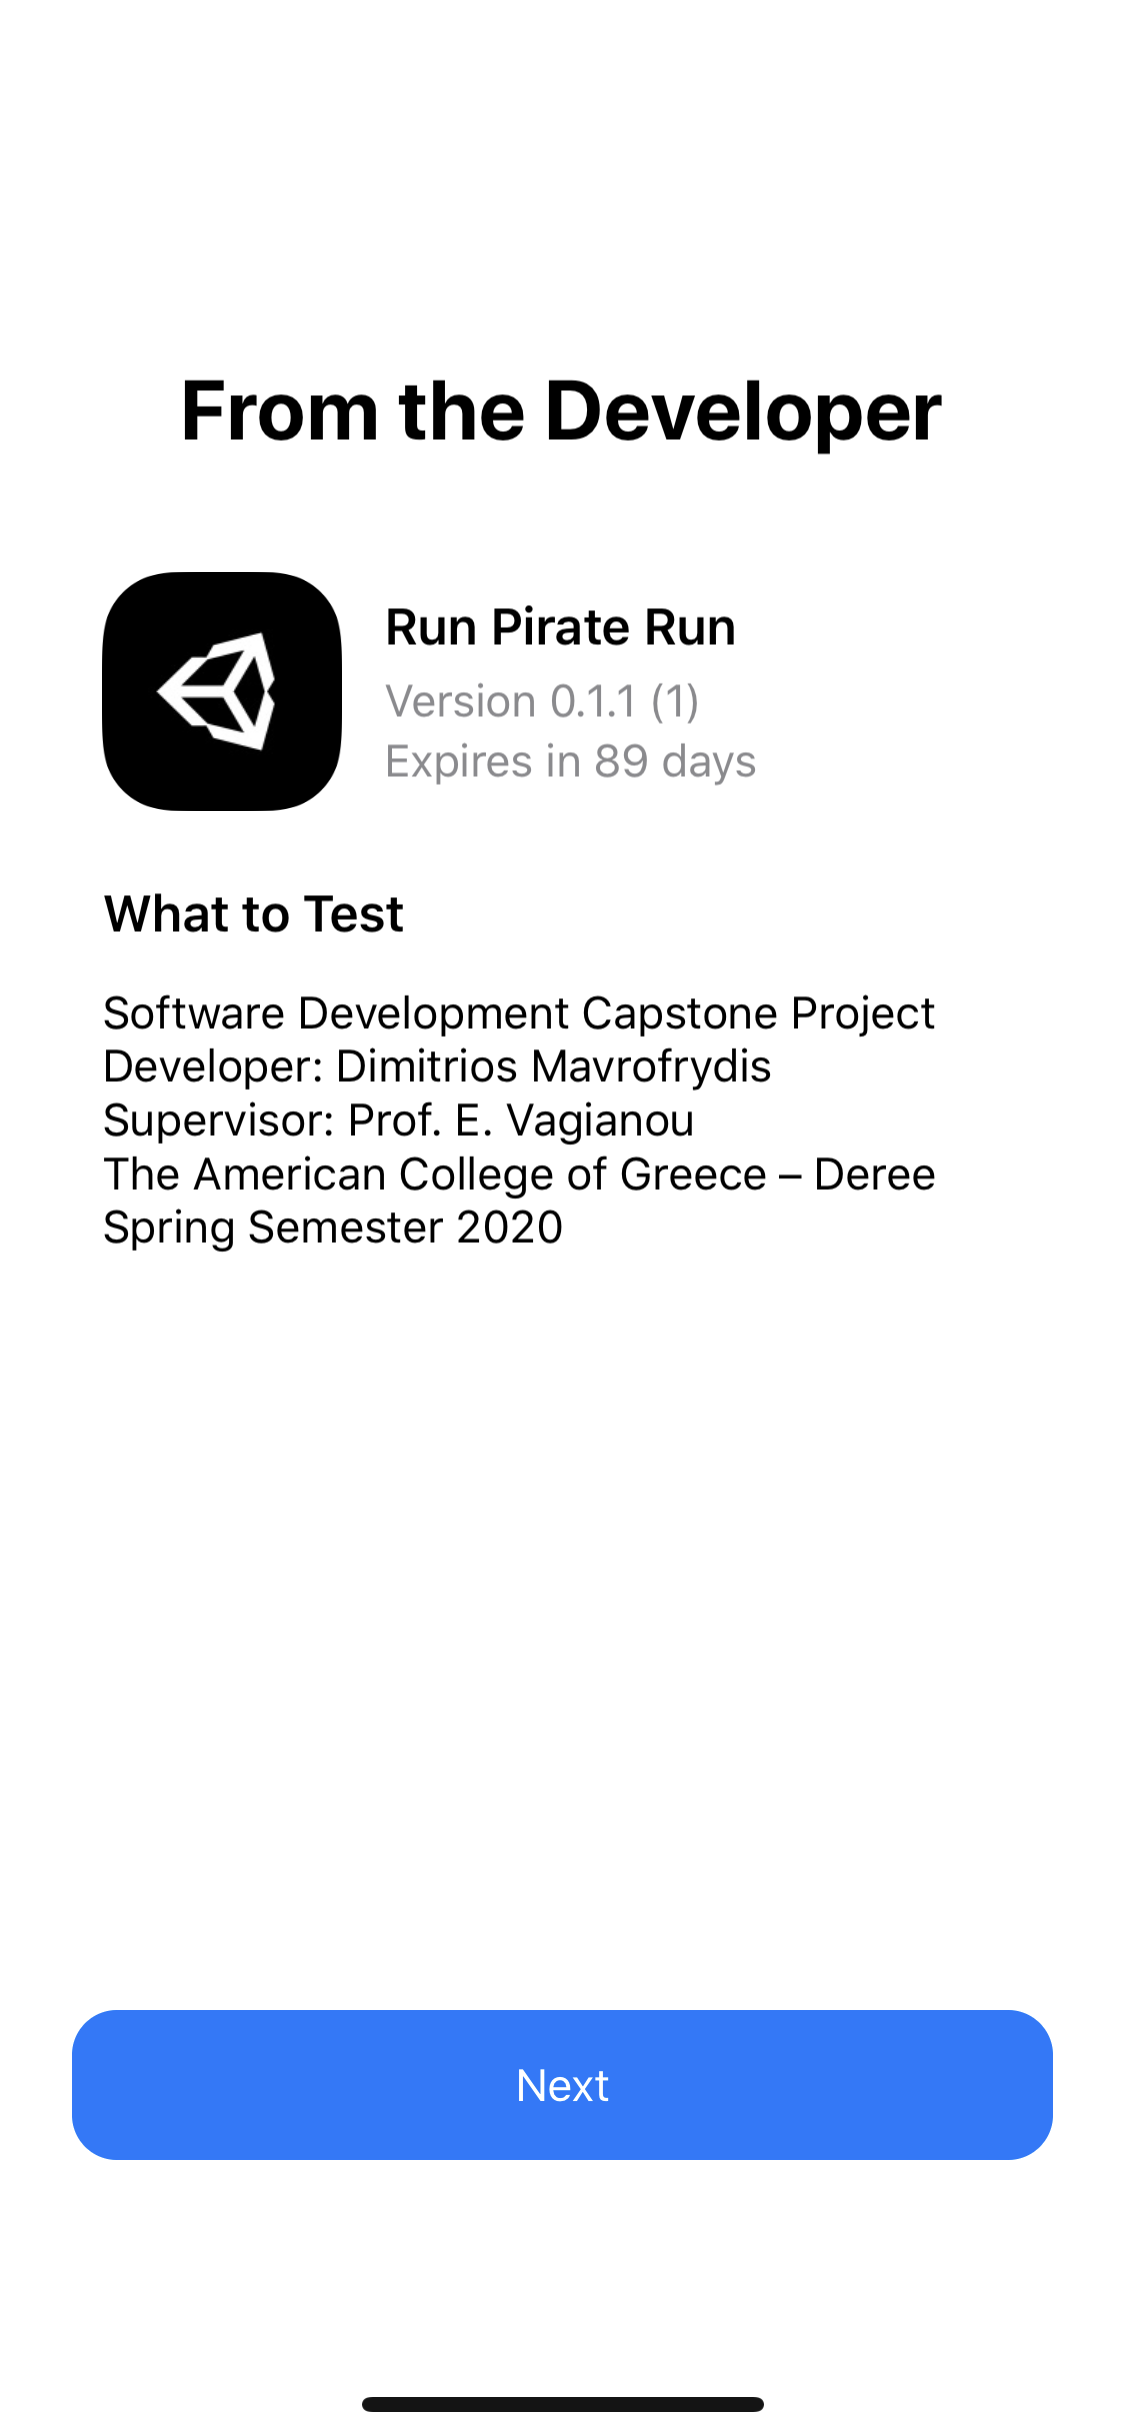 From the Developer
Run Pirate Run
Version 0.1.1 (1)
Expires in 89 days
What to Test
Software Development Capstone Project
Developer: Dimitrios Mavrofrydis
Supervisor: Prof. E. Vagianou
The American College of Greece – Deree
Spring Semester 2020
Next